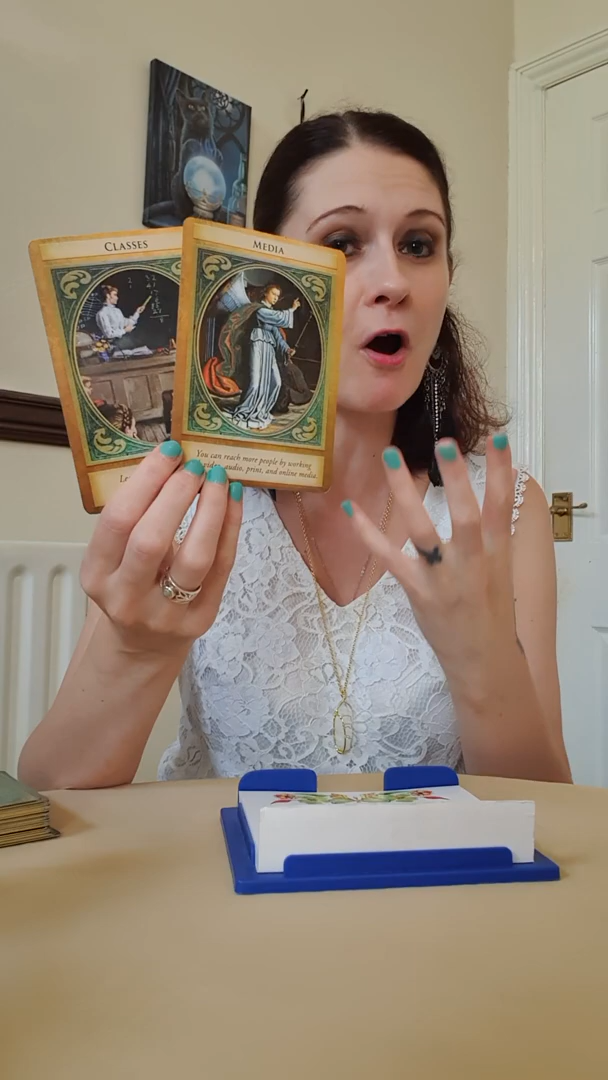 CLASSES
MEDIA
You can reach more people by working
audio, print, and online media.